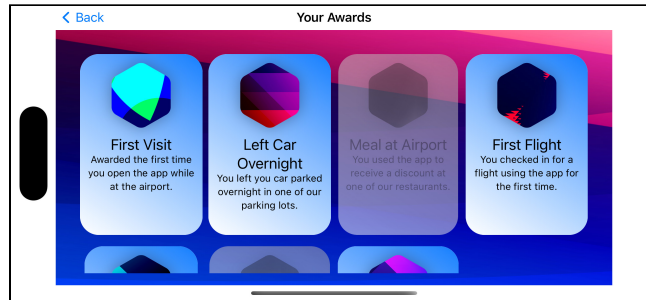 Back
Your Awards
First Visit
Awarded the first time
you open the app while
at the airport.
Left Car
Overnight
You left you car parked
overnight in one of our
parking lots.
Meal at Airport
You used the app to
receive a discount at
one of our restaurants.
First Flight
You checked in for a
flight using the app for
the first time.